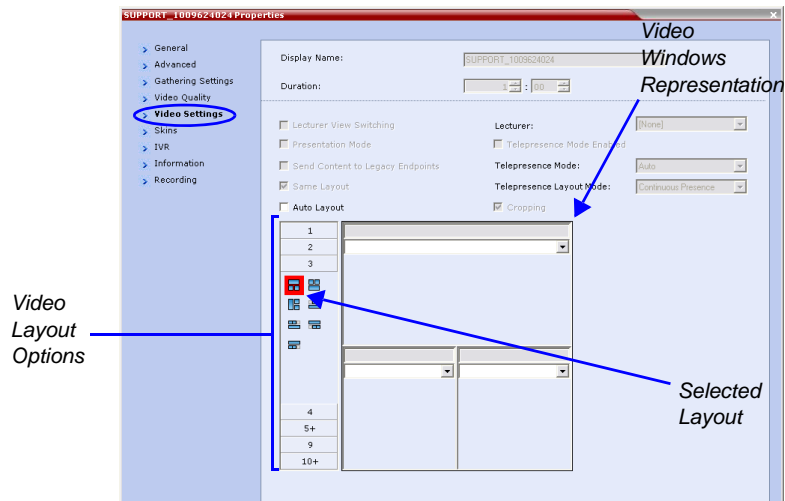 SUPPORT_1009624024 Properties
x
Video
Windows
Representation
General
Advanced
Gathering Settings
Video Quality
Video Settings
Skins
IVR
Information
Recording
Display Name: SUPPORT_1009624024
Duration: 1 : 00
Lecturer View Switching
Lecturer: [None]
Presentation Mode
Telepresence Mode Enabled
Send Content to Legacy Endpoints
Telepresence Mode: Auto
Same Layout
Telepresence Layout Mode: Continuous Presence
Auto Layout
Cropping
1
2
3
4
5+
9
10+
Video
Layout
Options
Selected
Layout